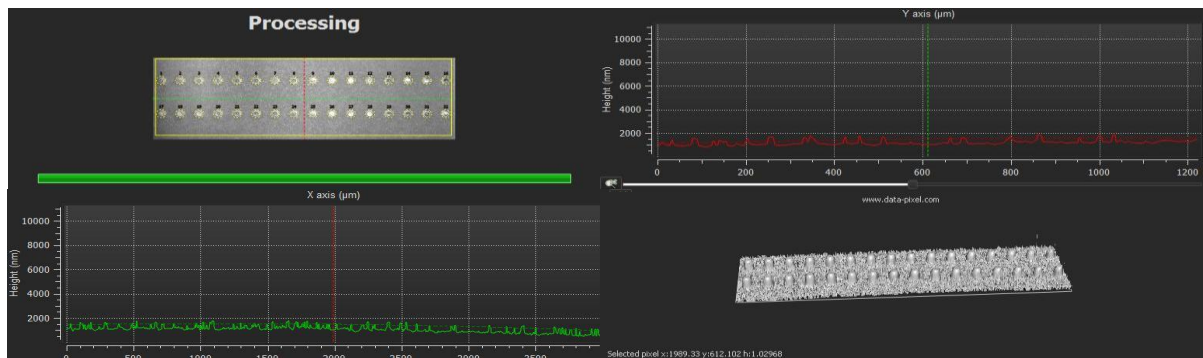 Processing
Y axis (µm)
10000
8000
6000
4000
2000
Height (nm)
0 200 400 600 800 1000 1200
X axis (µm)
10000
8000
6000
4000
2000
Height (nm)
0 500 1000 1500 2000 2500
www.data-pixel.com
Selected pixel x:1989.33 y:612.102 h:1.02968